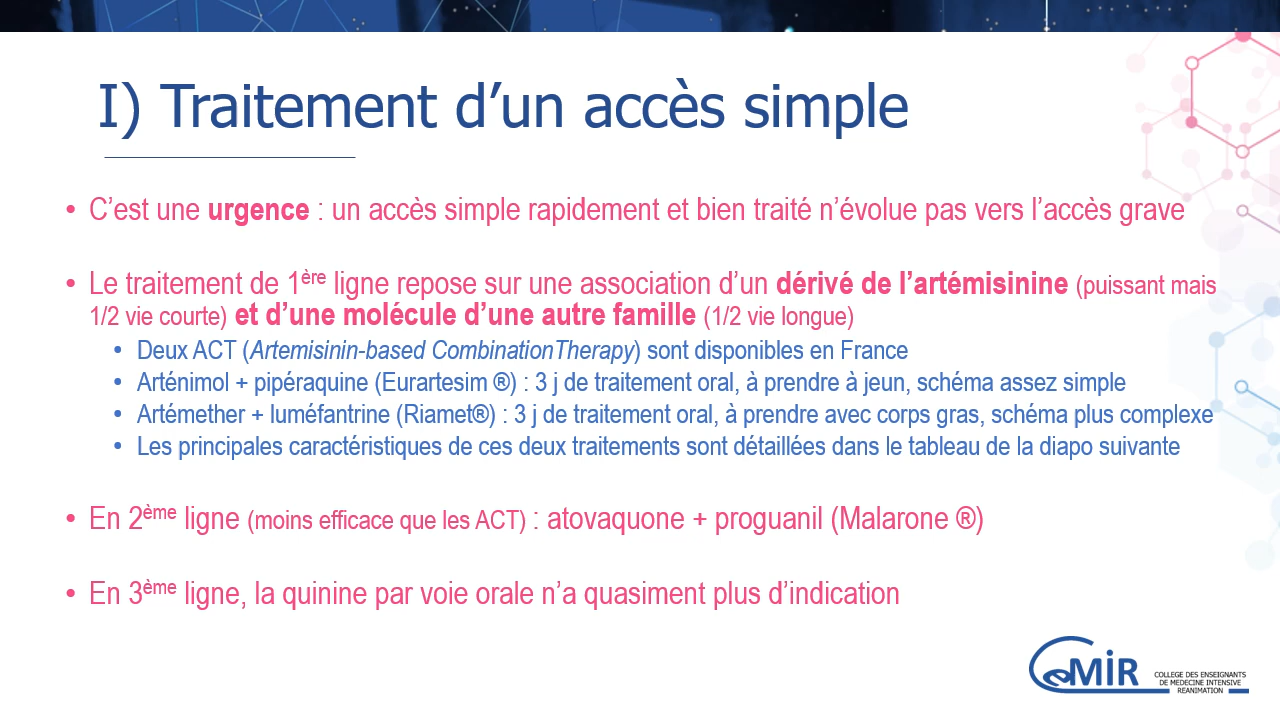 I) Traitement d’un accès simple
• C’est une urgence : un accès simple rapidement et bien traité n’évolue pas vers l’accès grave
• Le traitement de 1ère ligne repose sur une association d’un dérivé de l’artémisinine (puissant mais
1/2 vie courte) et d’une molécule d’une autre famille (1/2 vie longue)
• Deux ACT (Artemisinin-based CombinationTherapy) sont disponibles en France
• Arténimol + pipéraquine (Eurartesim ®) : 3 j de traitement oral, à prendre à jeun, schéma assez simple
• Artémether + luméfantrine (Riamet®) : 3 j de traitement oral, à prendre avec corps gras, schéma plus complexe
• Les principales caractéristiques de ces deux traitements sont détaillées dans le tableau de la diapo suivante
• En 2ème ligne (moins efficace que les ACT) : atovaquone + proguanil (Malarone ®)
• En 3ème ligne, la quinine par voie orale n’a quasiment plus d’indication
CeMIR
COLLEGE DES ENSEIGNANTS
DE MEDECINE INTENSIVE
REANIMATION